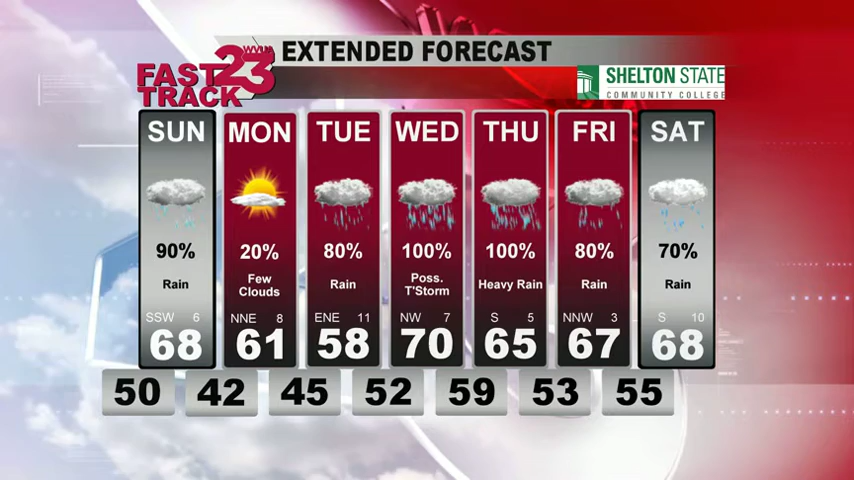 WVUA
23
FAST
TRACK
EXTENDED FORECAST
SHELTON STATE
COMMUNITY COLLEGE
SUN MON TUE WED THU FRI SAT
90% 20% 80% 100% 100% 80% 70%
Rain Few Clouds Rain Poss. T'Storm Heavy Rain Rain Rain
SSW 6 NNE 8 ENE 11 NW 7 S 5 NNW 3 S 10
68 61 58 70 65 67 68
50 42 45 52 59 53 55